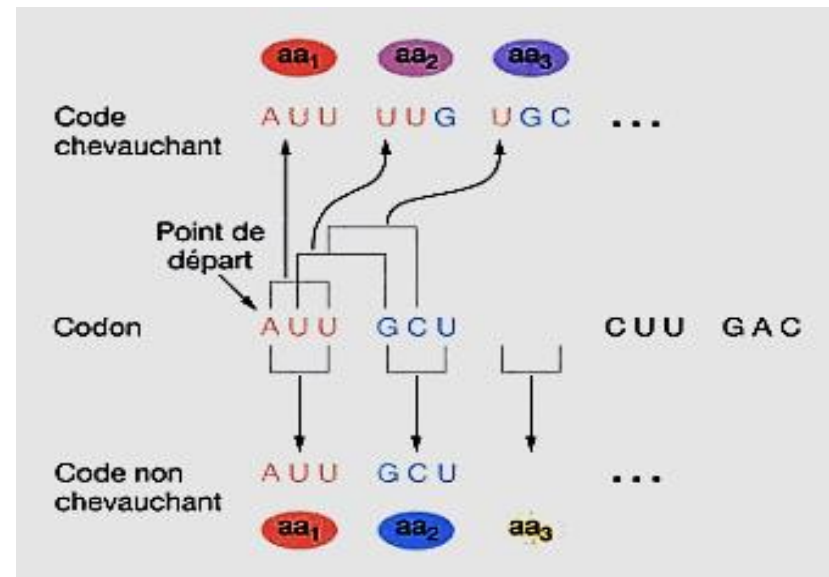 aa1 aa2 aa3
Code chevauchant AUU UUG UGC ...
Point de départ
Codon AUU GCU CUU GAC
Code non chevauchant AUU GCU ...
aa1 aa2 aa3